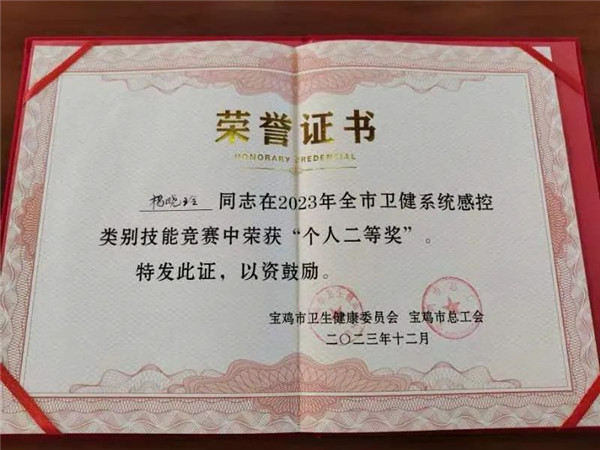 荣誉证书
HONORARY CREDENTIAL
杨晓玲 同志在2023年全市卫健系统感控
类别技能竞赛中荣获“个人二等奖”。
特发此证，以资鼓励。
宝鸡市卫生健康委员会 宝鸡市总工会
二〇二三年十二月